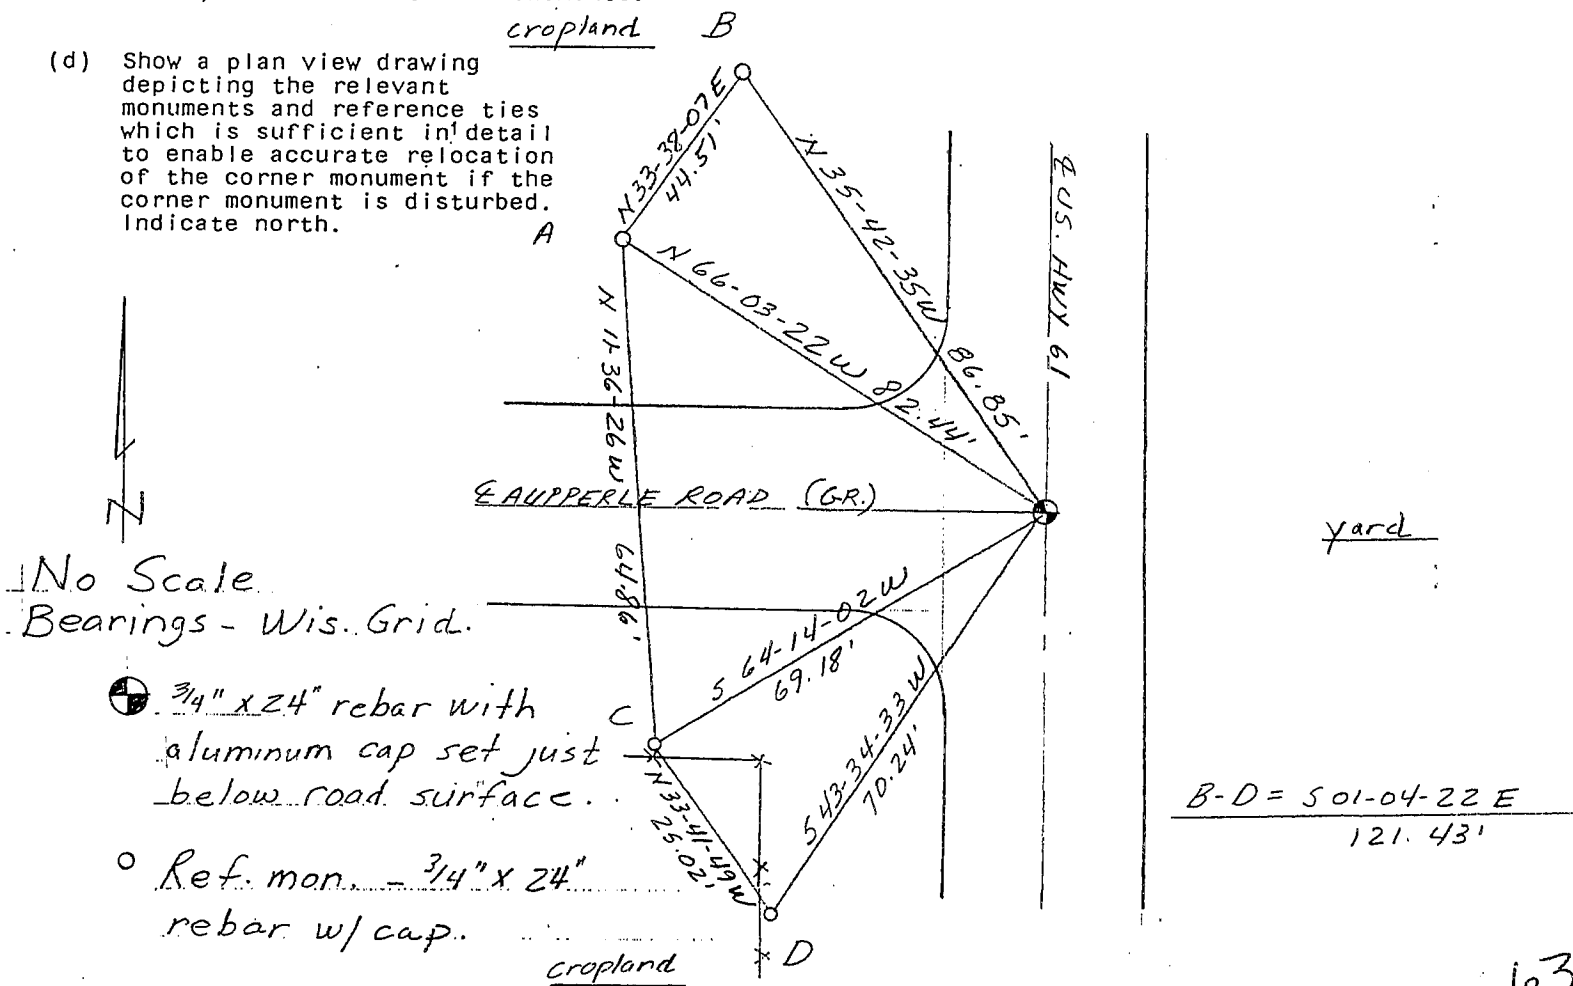 cropland
B
(d) Show a plan view drawing
depicting the relevant
monuments and reference ties
which is sufficient in detail
to enable accurate relocation
of the corner monument if the
corner monument is disturbed.
Indicate north.
A
N33-38-07E
44.51'
N35-42-35W
86.85'
℄ US. HWY 61
N 66-03-22W
82.44'
N 11-36-26W
64.86'
℄ AUPPERLE ROAD (GR.)
N
yard
No Scale
Bearings - Wis. Grid.
S 64-14-02W
69.18'
3/4" X 24" rebar with
aluminum cap set just
below road surface.
C
S43-34-33W
70.24'
N33-41-49W
25.02'
B-D = S 01-04-22 E
121.43'
Ref. mon. - 3/4" X 24"
rebar w/ cap.
D
cropland